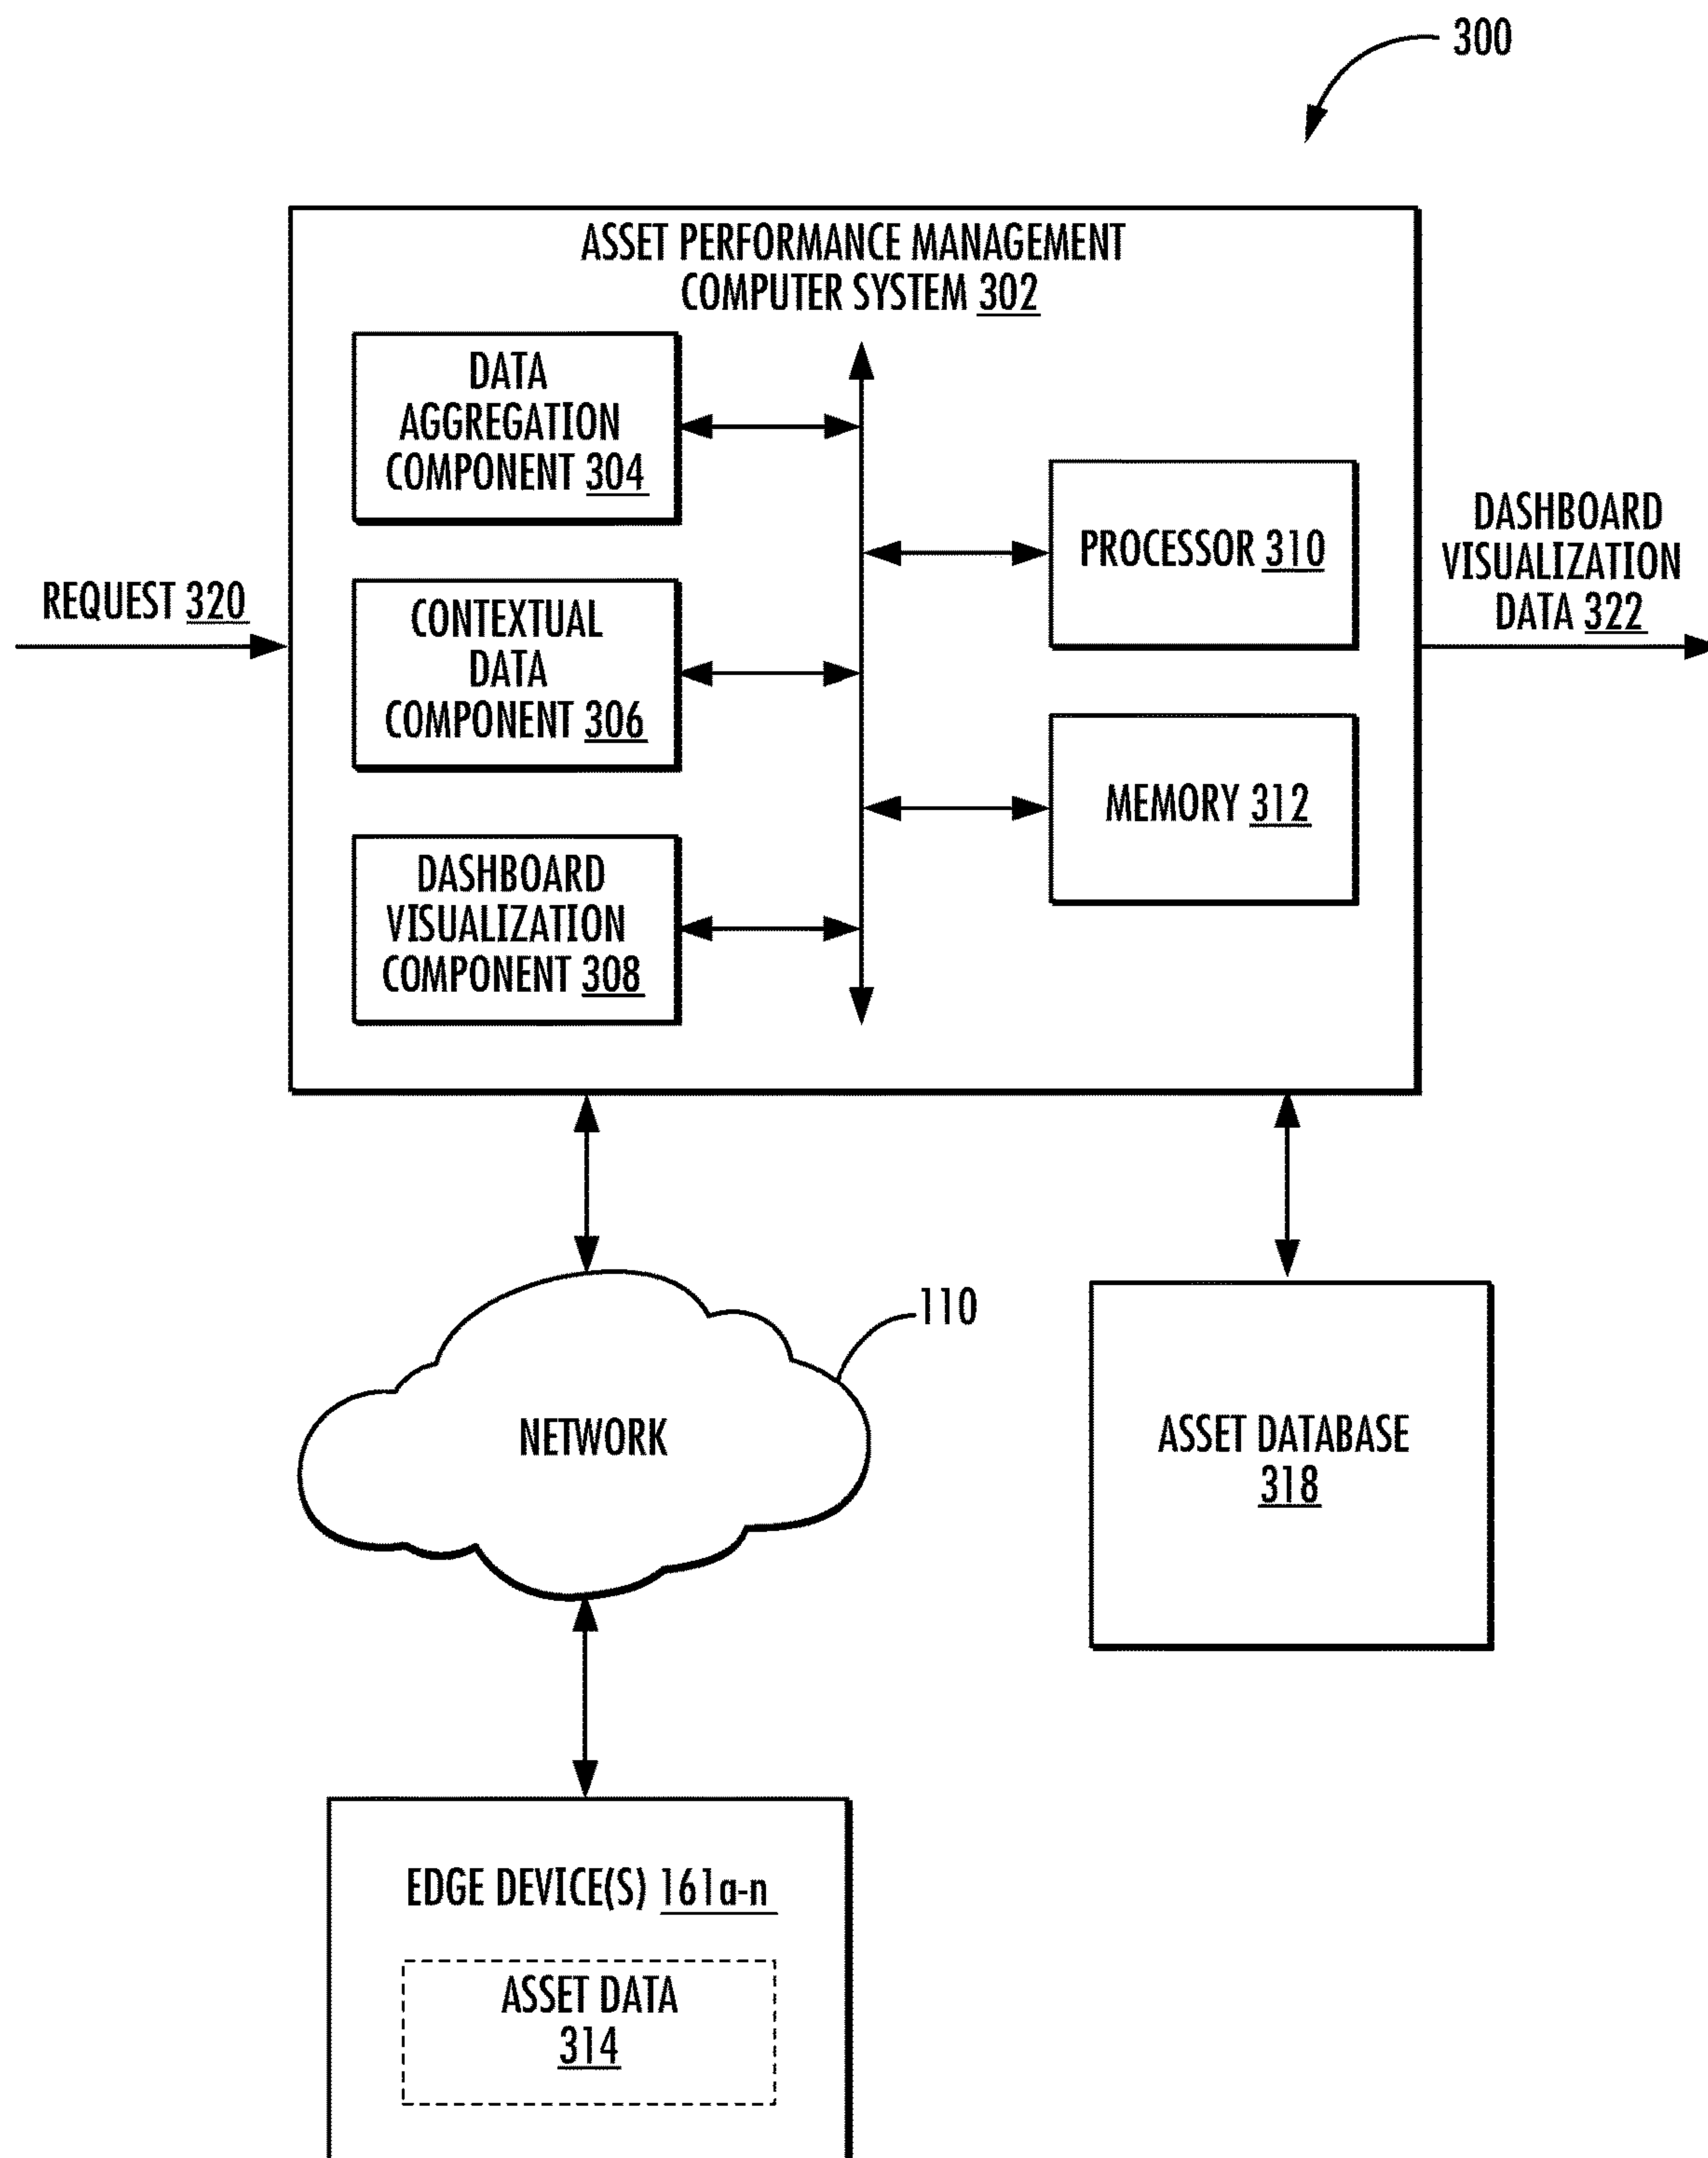 300
ASSET PERFORMANCE MANAGEMENT
COMPUTER SYSTEM 302
DATA
AGGREGATION
COMPONENT 304
PROCESSOR 310
DASHBOARD
VISUALIZATION
DATA 322
REQUEST 320
CONTEXTUAL
DATA
COMPONENT 306
MEMORY 312
DASHBOARD
VISUALIZATION
COMPONENT 308
110
NETWORK
ASSET DATABASE
318
EDGE DEVICE(S) 161a-n
ASSET DATA
314